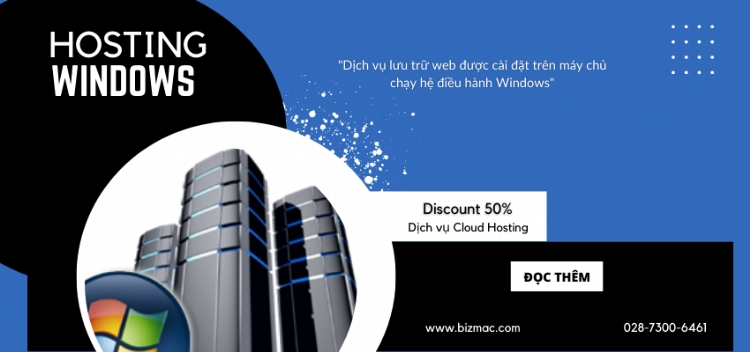 HOSTING
WINDOWS
"Dịch vụ lưu trữ web được cài đặt trên máy chủ
chạy hệ điều hành Windows"
Discount 50%
Dịch vụ Cloud Hosting
ĐỌC THÊM
www.bizmac.com
028-7300-6461